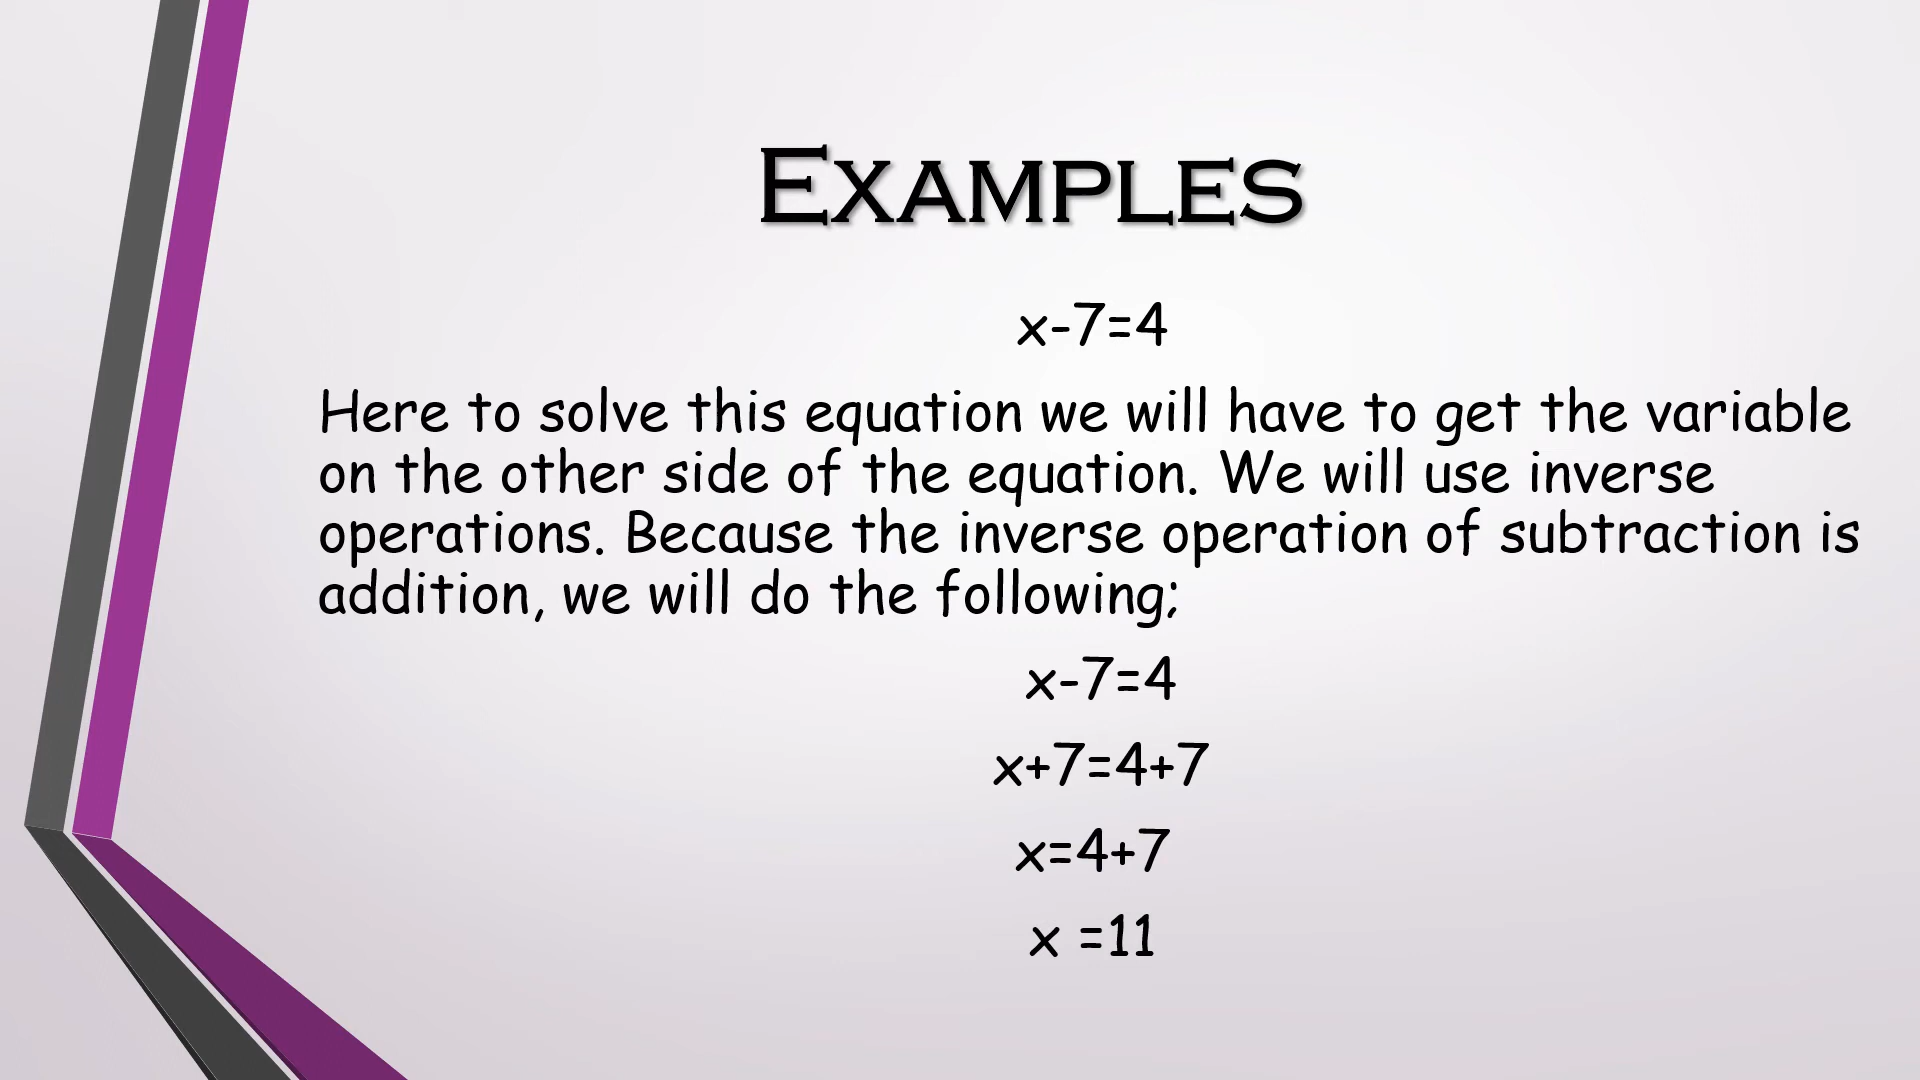 EXAMPLES
x-7=4
Here to solve this equation we will have to get the variable
on the other side of the equation. We will use inverse
operations. Because the inverse operation of subtraction is
addition, we will do the following;
x-7=4
x+7=4+7
x=4+7
x =11